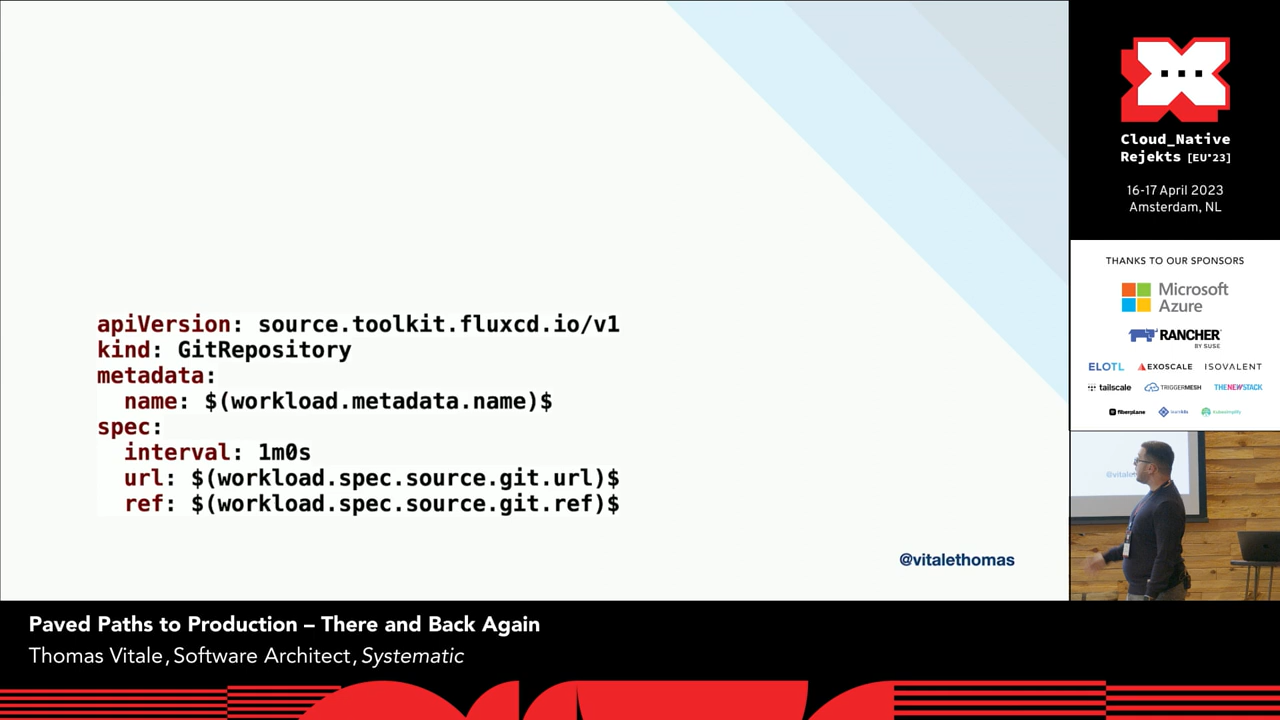 apiVersion: source.toolkit.fluxcd.io/v1
kind: GitRepository
metadata:
  name: $(workload.metadata.name)$
spec:
  interval: 1m0s
  url: $(workload.spec.source.git.url)$
  ref: $(workload.spec.source.git.ref)$
@vitalethomas
Cloud_Native
Rejekts [EU*23]
16-17 April 2023
Amsterdam, NL
THANKS TO OUR SPONSORS
Microsoft
Azure
RANCHER
BY SUSE
ELOTL EXOSCALE ISOVALENT
tailscale TRIGGERMESH THENEWSTACK
fiberplane
Paved Paths to Production – There and Back Again
Thomas Vitale, Software Architect, Systematic